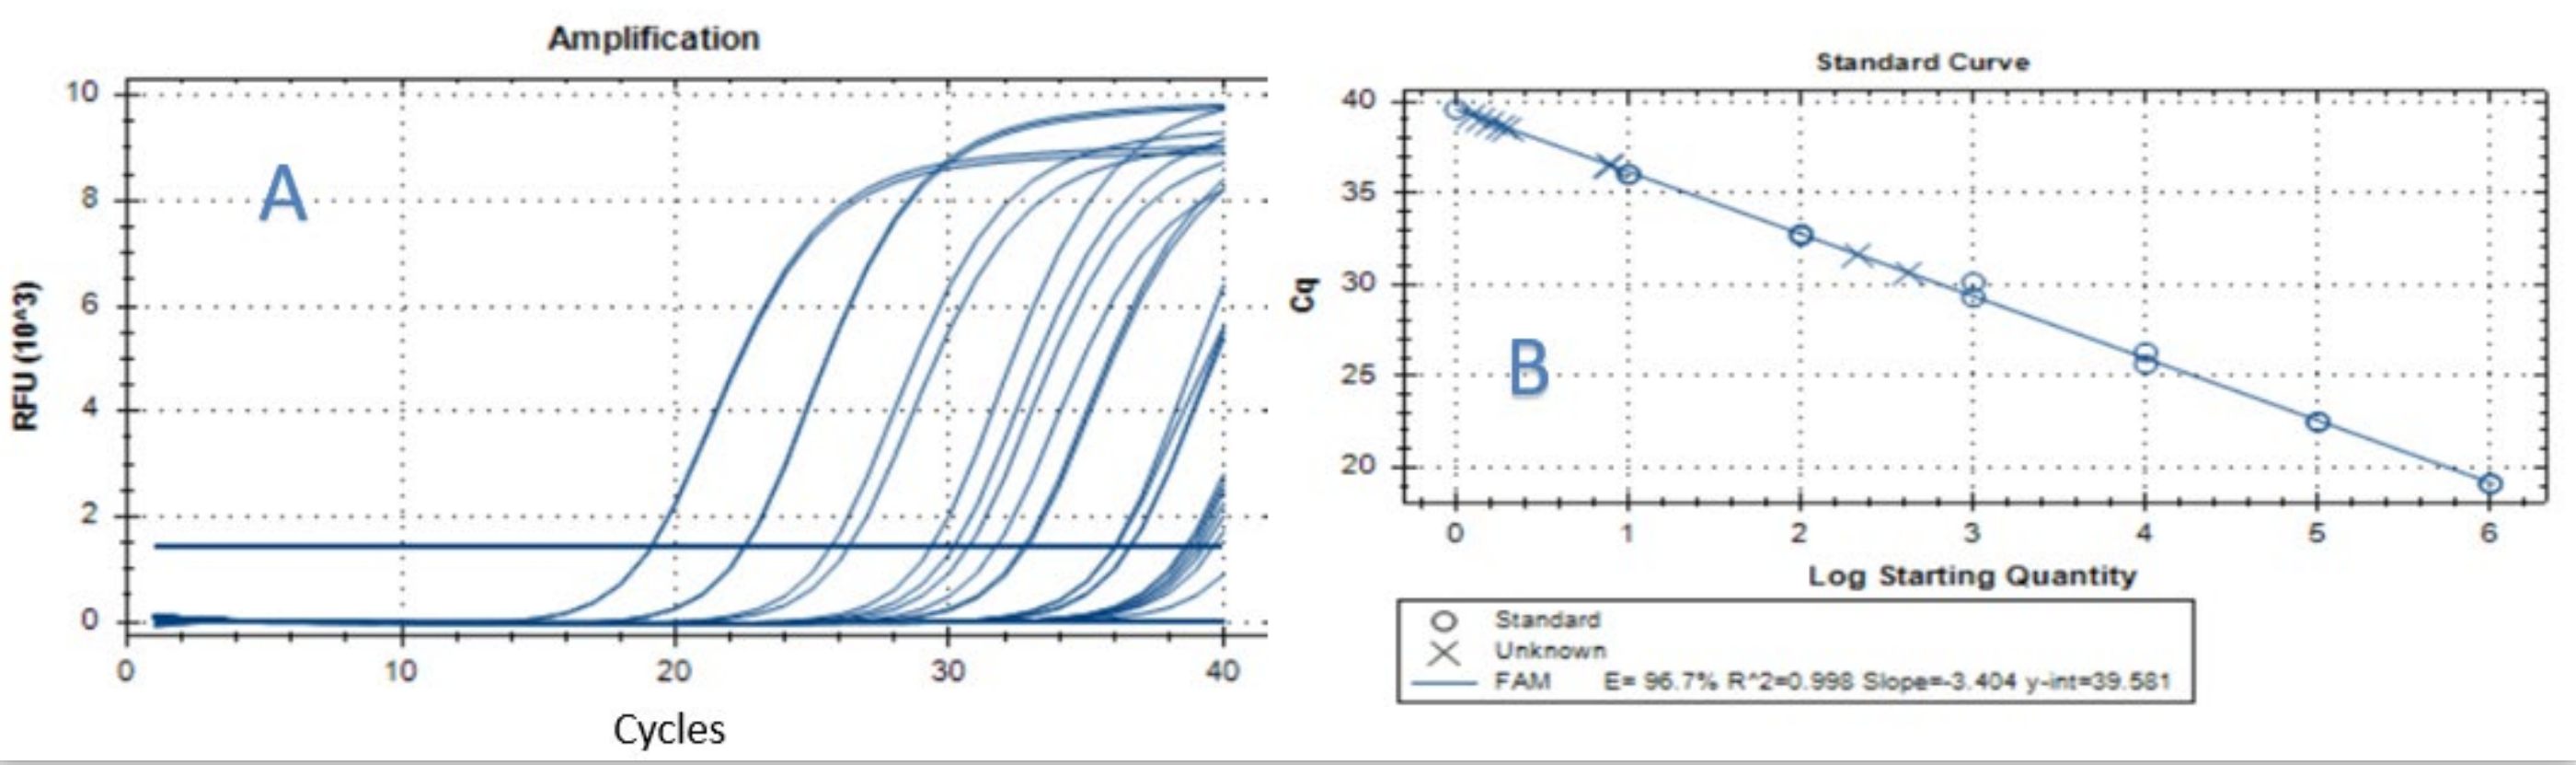 Amplification
10
8
6
4
2
0
RFU (10^3)
A
0 10 20 30 40
Cycles
Standard Curve
40
35
30
25
20
Cq
B
0 1 2 3 4 5 6
Log Starting Quantity
Standard
Unknown
FAM E= 96.7% R^2=0.998 Slope=-3.404 y-int=39.581